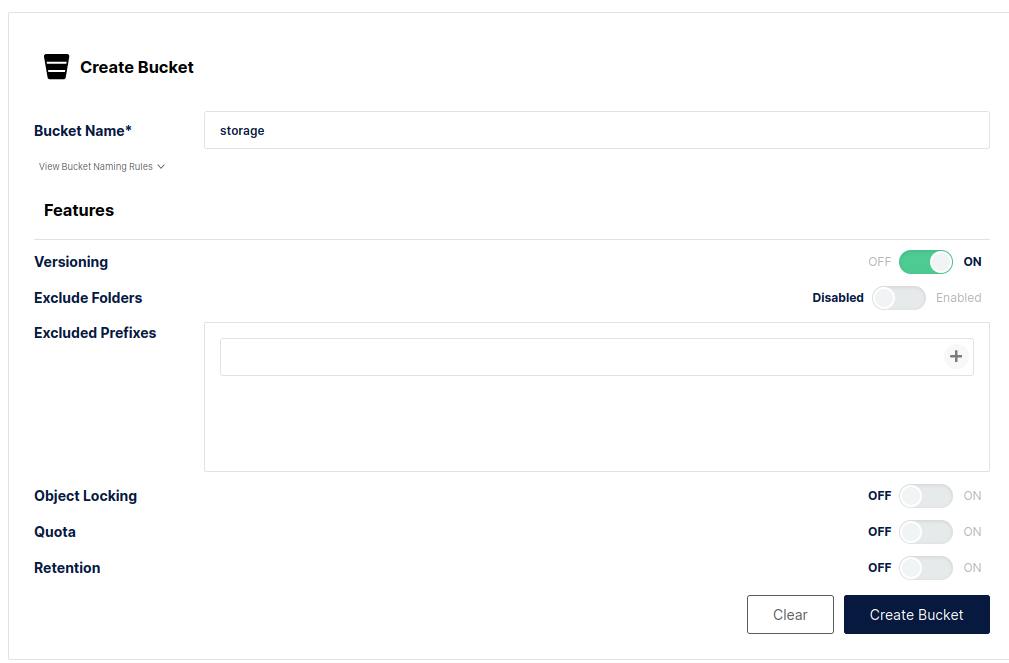 Create Bucket
Bucket Name*
storage
View Bucket Naming Rules
Features
Versioning
OFF ON
Exclude Folders
Disabled Enabled
Excluded Prefixes
+
Object Locking
OFF ON
Quota
OFF ON
Retention
OFF ON
Clear
Create Bucket